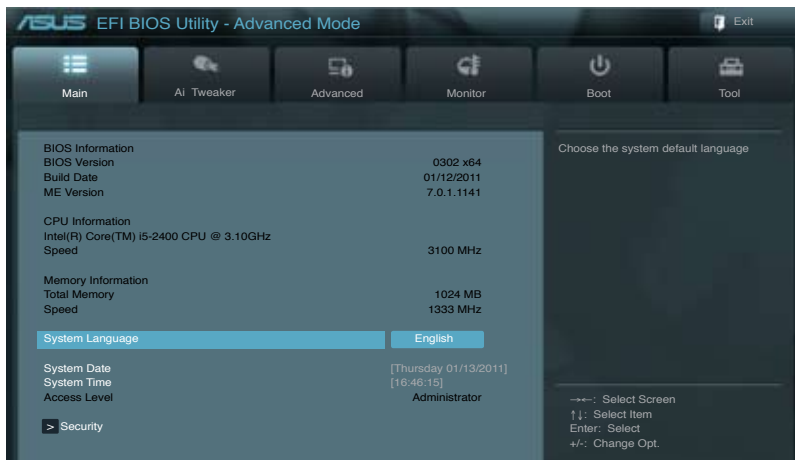 ASUS EFI BIOS Utility - Advanced Mode
Exit
Main
Ai Tweaker
Advanced
Monitor
Boot
Tool
BIOS Information
BIOS Version 0302 x64
Build Date 01/12/2011
ME Version 7.0.1.1141
CPU Information
Intel(R) Core(TM) i5-2400 CPU @ 3.10GHz
Speed 3100 MHz
Memory Information
Total Memory 1024 MB
Speed 1333 MHz
System Language English
System Date [Thursday 01/13/2011]
System Time [16:46:15]
Access Level Administrator
> Security
Choose the system default language
→←: Select Screen
↑↓: Select Item
Enter: Select
+/-: Change Opt.